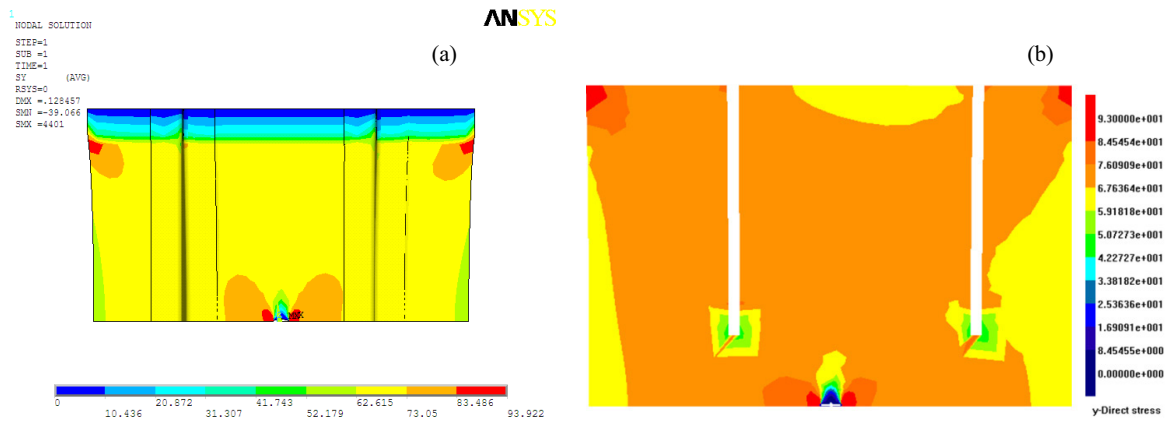 1
NODAL SOLUTION
ANSYS
STEP=1
SUB =1
TIME=1
SY (AVG)
RSYS=0
DMX =.128457
SMN =-39.066
SMX =4401
(a)
(b)
0 20.872 41.743 62.615 83.486
10.436 31.307 52.179 73.05 93.922
9.30000e+001
8.45454e+001
7.60909e+001
6.76364e+001
5.91818e+001
5.07273e+001
4.22727e+001
3.38182e+001
2.53636e+001
1.69091e+001
8.45455e+000
0.00000e+000
y-Direct stress